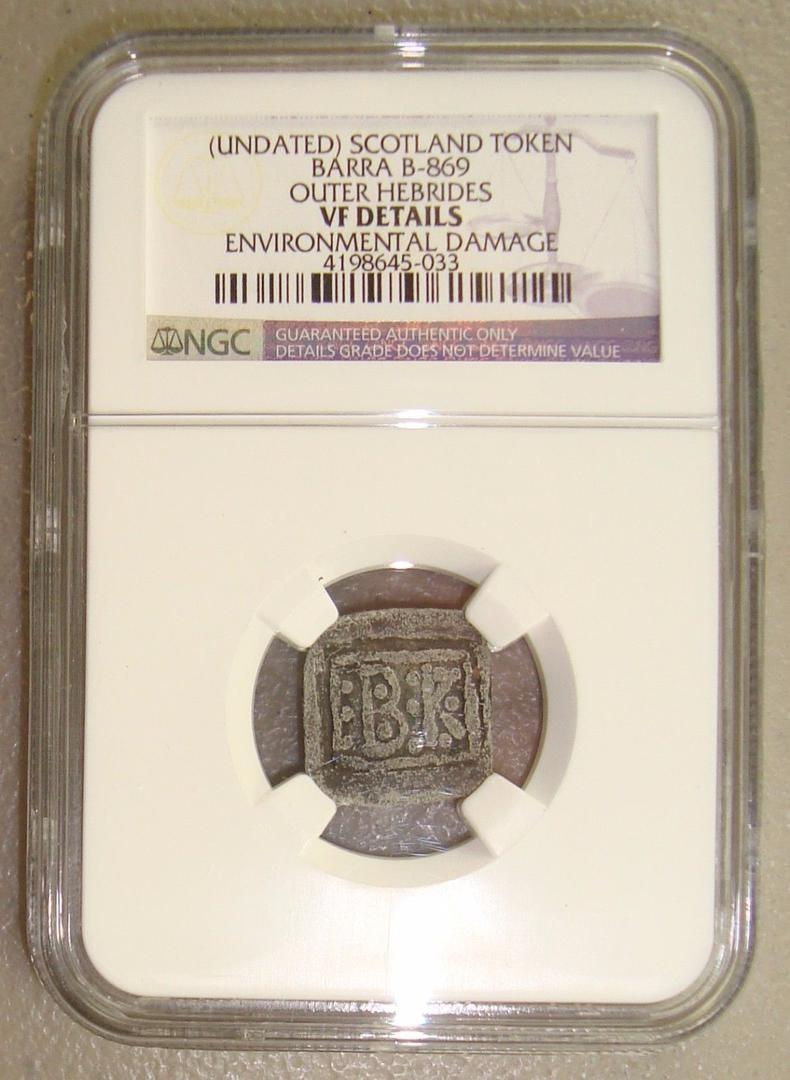 (UNDATED) SCOTLAND TOKEN
BARRA B-869
OUTER HEBRIDES
VF DETAILS
ENVIRONMENTAL DAMAGE
4198645-033
NGC
GUARANTEED AUTHENTIC ONLY
DETAILS GRADE DOES NOT DETERMINE VALUE
B:K